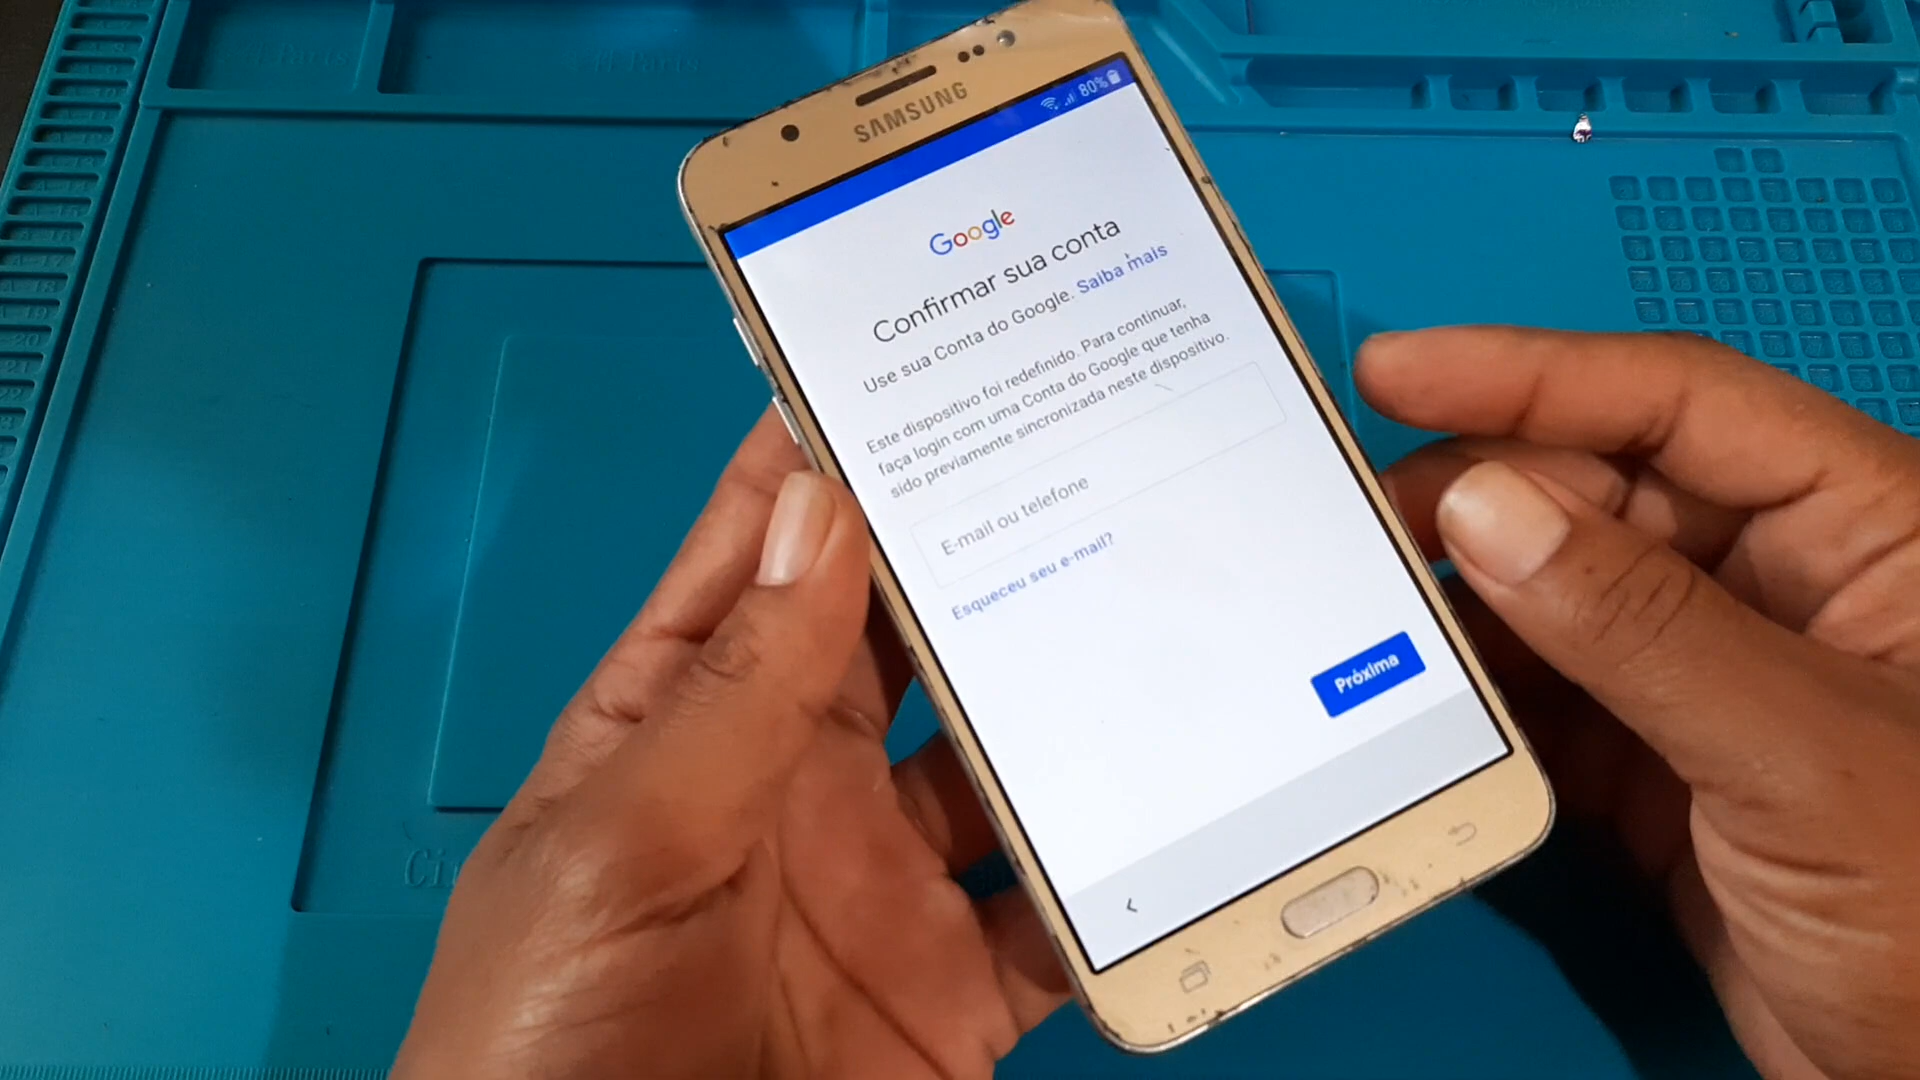 SAMSUNG
80%
Google
Confirmar sua conta
Use sua Conta do Google. Saiba mais
Este dispositivo foi redefinido. Para continuar,
faça login com uma Conta do Google que tenha
sido previamente sincronizada neste dispositivo.
E-mail ou telefone
Esqueceu seu e-mail?
Próxima